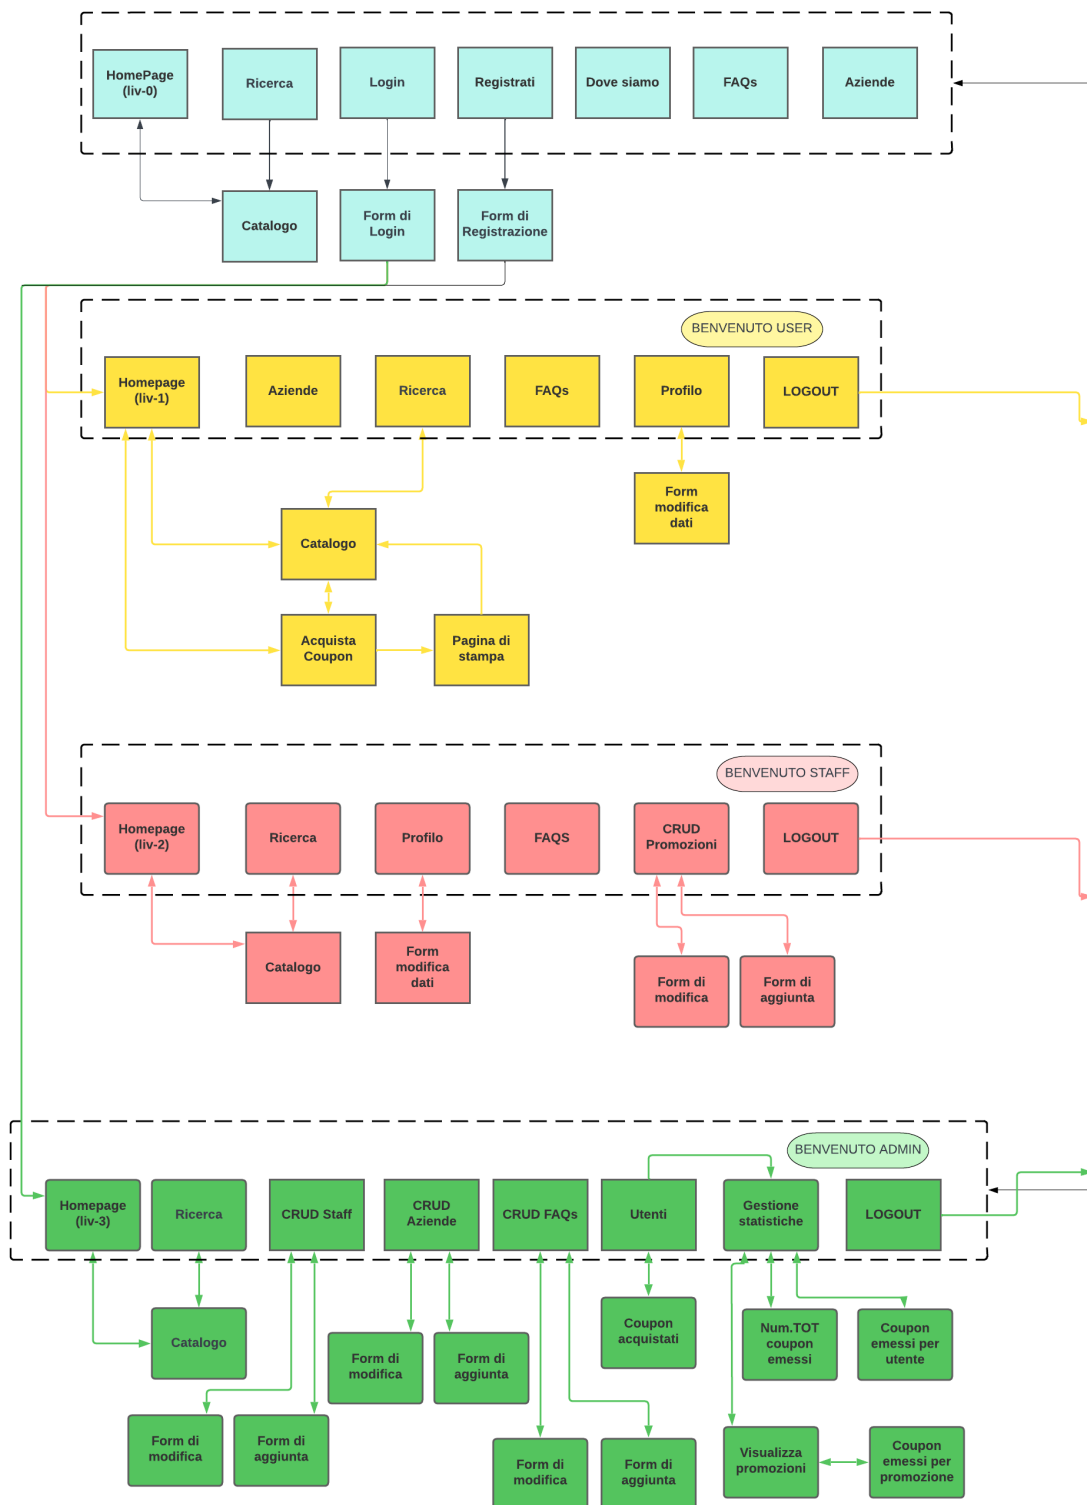 HomePage
(liv-0)
Ricerca
Login
Registrati
Dove siamo
FAQs
Aziende
Catalogo
Form di
Login
Form di
Registrazione
BENVENUTO USER
Homepage
(liv-1)
Aziende
Ricerca
FAQs
Profilo
LOGOUT
Form
modifica
dati
Catalogo
Acquista
Coupon
Pagina di
stampa
BENVENUTO STAFF
Homepage
(liv-2)
Ricerca
Profilo
FAQS
CRUD
Promozioni
LOGOUT
Catalogo
Form
modifica
dati
Form di
modifica
Form di
aggiunta
BENVENUTO ADMIN
Homepage
(liv-3)
Ricerca
CRUD Staff
CRUD
Aziende
CRUD FAQs
Utenti
Gestione
statistiche
LOGOUT
Catalogo
Form di
modifica
Form di
aggiunta
Coupon
acquistati
Num.TOT
coupon
emessi
Coupon
emessi per
utente
Form di
modifica
Form di
aggiunta
Form di
modifica
Form di
aggiunta
Visualizza
promozioni
Coupon
emessi per
promozione